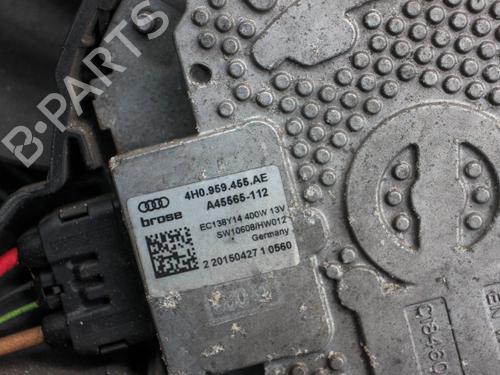 B-PARTS
4H0.959.455.AE
A45565-112
brose
EC138Y14 400W 13V
SW10608/HW012
Germany
2 20150427 1 0560